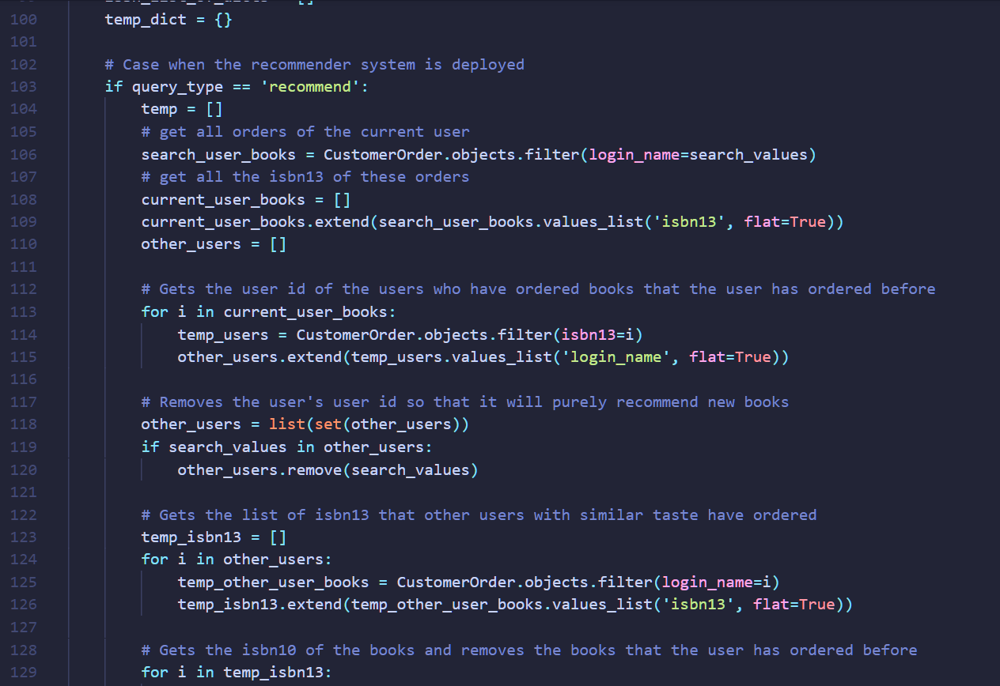 100 temp_dict = {}
101
102 # Case when the recommender system is deployed
103 if query_type == 'recommend':
104 temp = []
105 # get all orders of the current user
106 search_user_books = CustomerOrder.objects.filter(login_name=search_values)
107 # get all the isbn13 of these orders
108 current_user_books = []
109 current_user_books.extend(search_user_books.values_list('isbn13', flat=True))
110 other_users = []
111
112 # Gets the user id of the users who have ordered books that the user has ordered before
113 for i in current_user_books:
114 temp_users = CustomerOrder.objects.filter(isbn13=i)
115 other_users.extend(temp_users.values_list('login_name', flat=True))
116
117 # Removes the user's user id so that it will purely recommend new books
118 other_users = list(set(other_users))
119 if search_values in other_users:
120 other_users.remove(search_values)
121
122 # Gets the list of isbn13 that other users with similar taste have ordered
123 temp_isbn13 = []
124 for i in other_users:
125 temp_other_user_books = CustomerOrder.objects.filter(login_name=i)
126 temp_isbn13.extend(temp_other_user_books.values_list('isbn13', flat=True))
127
128 # Gets the isbn10 of the books and removes the books that the user has ordered before
129 for i in temp_isbn13: